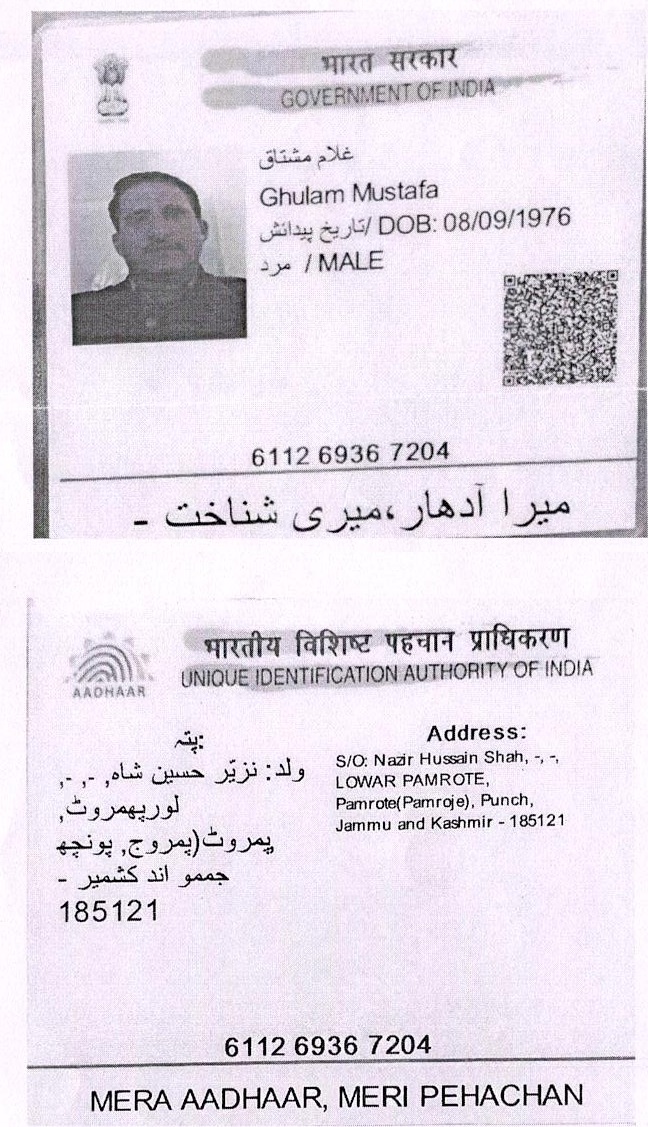 भारत सरकार
GOVERNMENT OF INDIA
غلام مشتاق
Ghulam Mustafa
تاریخ پیدائش/ DOB: 08/09/1976
مرد / MALE
6112 6936 7204
میرا آدھار،میری شناخت -
भारतीय विशिष्ट पहचान प्राधिकरण
UNIQUE IDENTIFICATION AUTHORITY OF INDIA
AADHAAR
پتہ:
ولد: نزیّر حسین شاہ, -, -,
لورپھمروٹ,
پمروٹ(پمروج, پونچھ
جممو اند کشمیر -
185121
Address:
S/O: Nazir Hussain Shah, -, -,
LOWAR PAMROTE,
Pamrote(Pamroje), Punch,
Jammu and Kashmir - 185121
6112 6936 7204
MERA AADHAAR, MERI PEHACHAN